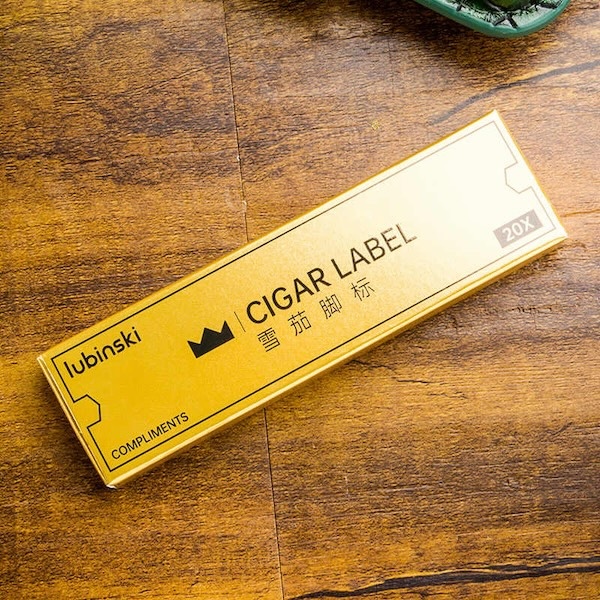 lubinski
CIGAR LABEL
雪茄脚标
20X
COMPLIMENTS